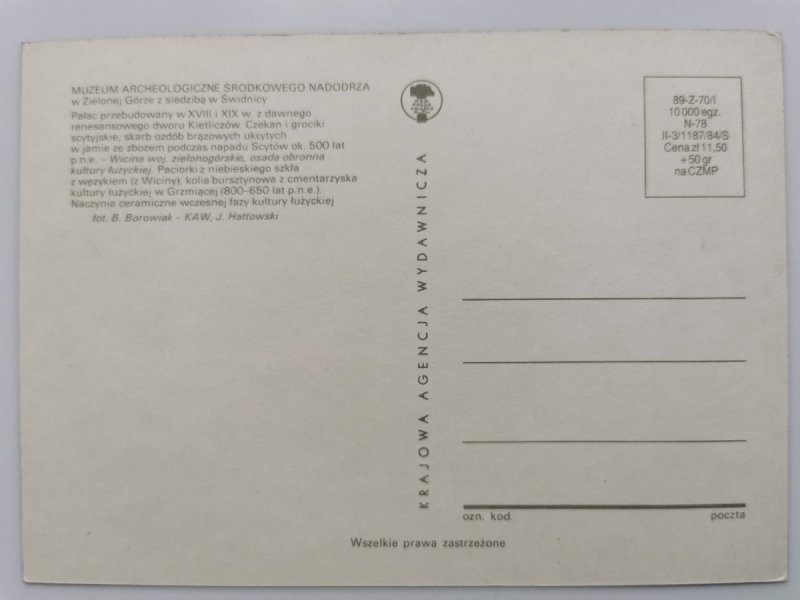 MUZEUM ARCHEOLOGICZNE ŚRODKOWEGO NADODRZA
w Zielonej Górze z siedzibą w Świdnicy
Pałac przebudowany w XVIII i XIX w. z dawnego
renesansowego dworu Kietliczów. Czekan i grociki
scytyjskie, skarb ozdób brązowych ukrytych
w jamie ze zbożem podczas napadu Scytów ok. 500 lat
p.n.e. – Wicina woj. zielonogórskie, osada obronna
kultury łużyckiej. Paciorki z niebieskiego szkła
z wężykiem (z Wiciny); kolia bursztynowa z cmentarzyska
kultury łużyckiej w Grzmiącej (800–650 lat p.n.e.).
Naczynia ceramiczne wczesnej fazy kultury łużyckiej
fot. B. Borowiak – KAW, J. Hattowski
KRAJOWA AGENCJA WYDAWNICZA
89-Z-70/I
10 000 egz.
N-78
II-3/1187/84/S
Cena zł 11,50
+ 50 gr
na CZMP
ozn. kod.
poczta
Wszelkie prawa zastrzeżone